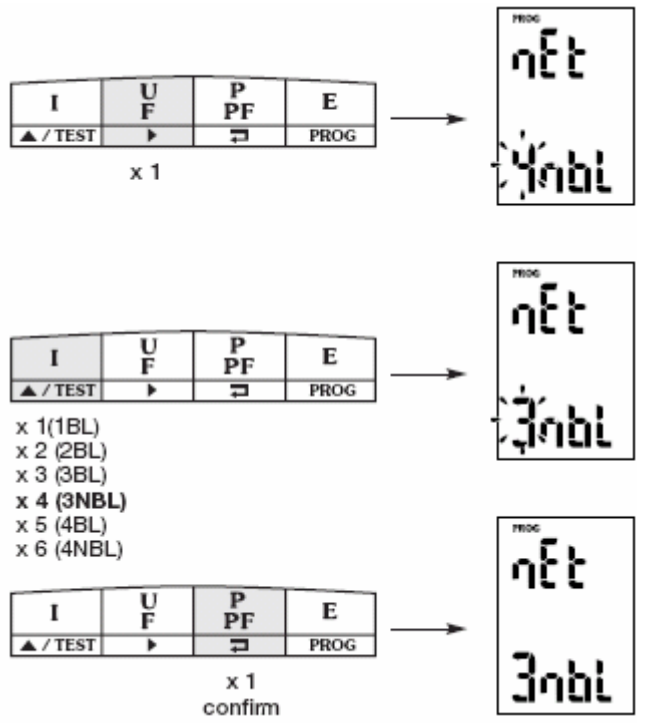 PROG
nEt
I U F P PF E
▲ / TEST PROG
4nbl
x 1
PROG
nEt
I U F P PF E
▲ / TEST PROG
3nbl
x 1(1BL)
x 2 (2BL)
x 3 (3BL)
x 4 (3NBL)
x 5 (4BL)
x 6 (4NBL)
PROG
nEt
I U F P PF E
▲ / TEST PROG
3nbl
x 1
confirm